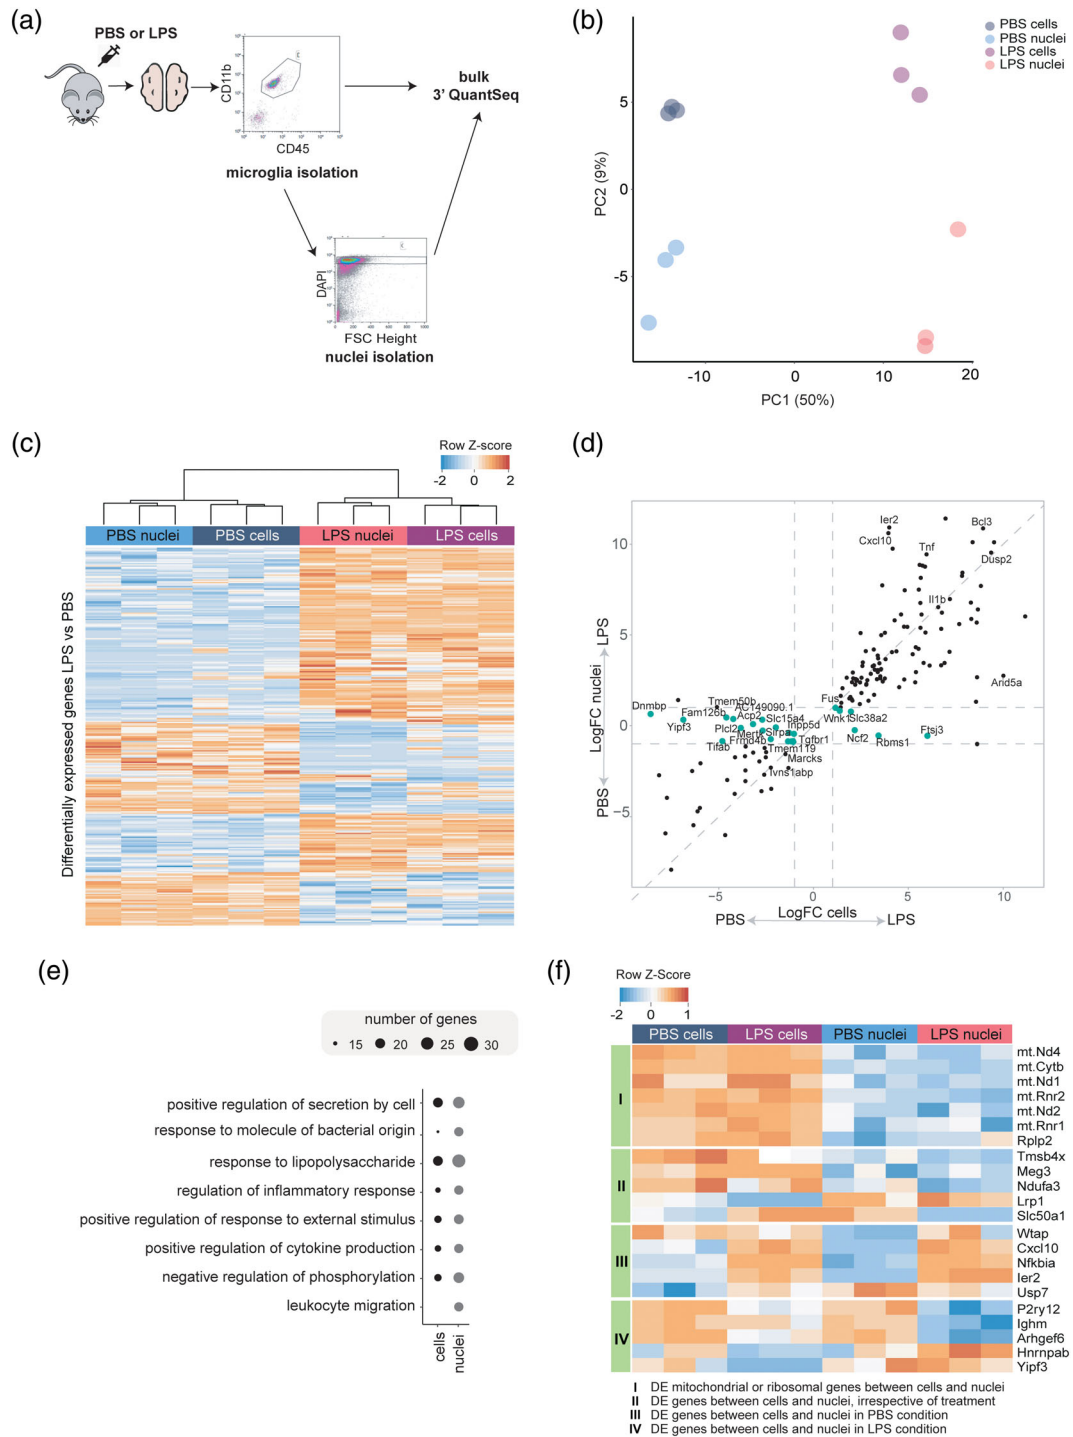 (a)
PBS or LPS
CD11b
CD45
microglia isolation
bulk
3' QuantSeq
DAPI
0 200 400 600 800 1000
FSC Height
nuclei isolation
(b)
PBS cells
PBS nuclei
LPS cells
LPS nuclei
PC2 (9%)
5
0
-5
-10 0 10 20
PC1 (50%)
(c)
Row Z-score
-2 0 2
PBS nuclei PBS cells LPS nuclei LPS cells
Differentially expressed genes LPS vs PBS
(d)
LogFC nuclei
PBS LPS
10
5
0
−5
Ier2
Cxcl10
Tnf
Bcl3
Dusp2
Il1b
Arid5a
Fus
Dnmbp
Tmem50b
Fam126b
AC149090.1
Yipf3
Acp2
Slc15a4
Plcl2
Mertk
Slfrpa
Inpp5d
Wnk1
Slc38a2
Ftsj3
Tifab
Frmd4b
Tgfbr1
Ncf2
Rbms1
Tmem119
Marcks
Ivns1abp
−5 0 5 10
PBS LogFC cells LPS
(e)
number of genes
15 20 25 30
positive regulation of secretion by cell
response to molecule of bacterial origin
response to lipopolysaccharide
regulation of inflammatory response
positive regulation of response to external stimulus
positive regulation of cytokine production
negative regulation of phosphorylation
leukocyte migration
cells
nuclei
(f)
Row Z-Score
-2 0 1
PBS cells LPS cells PBS nuclei LPS nuclei
I
mt.Nd4
mt.Cytb
mt.Nd1
mt.Rnr2
mt.Nd2
mt.Rnr1
Rplp2
II
Tmsb4x
Meg3
Ndufa3
Lrp1
Slc50a1
III
Wtap
Cxcl10
Nfkbia
Ier2
Usp7
IV
P2ry12
Ighm
Arhgef6
Hnrnpab
Yipf3
I DE mitochondrial or ribosomal genes between cells and nuclei
II DE genes between cells and nuclei, irrespective of treatment
III DE genes between cells and nuclei in PBS condition
IV DE genes between cells and nuclei in LPS condition